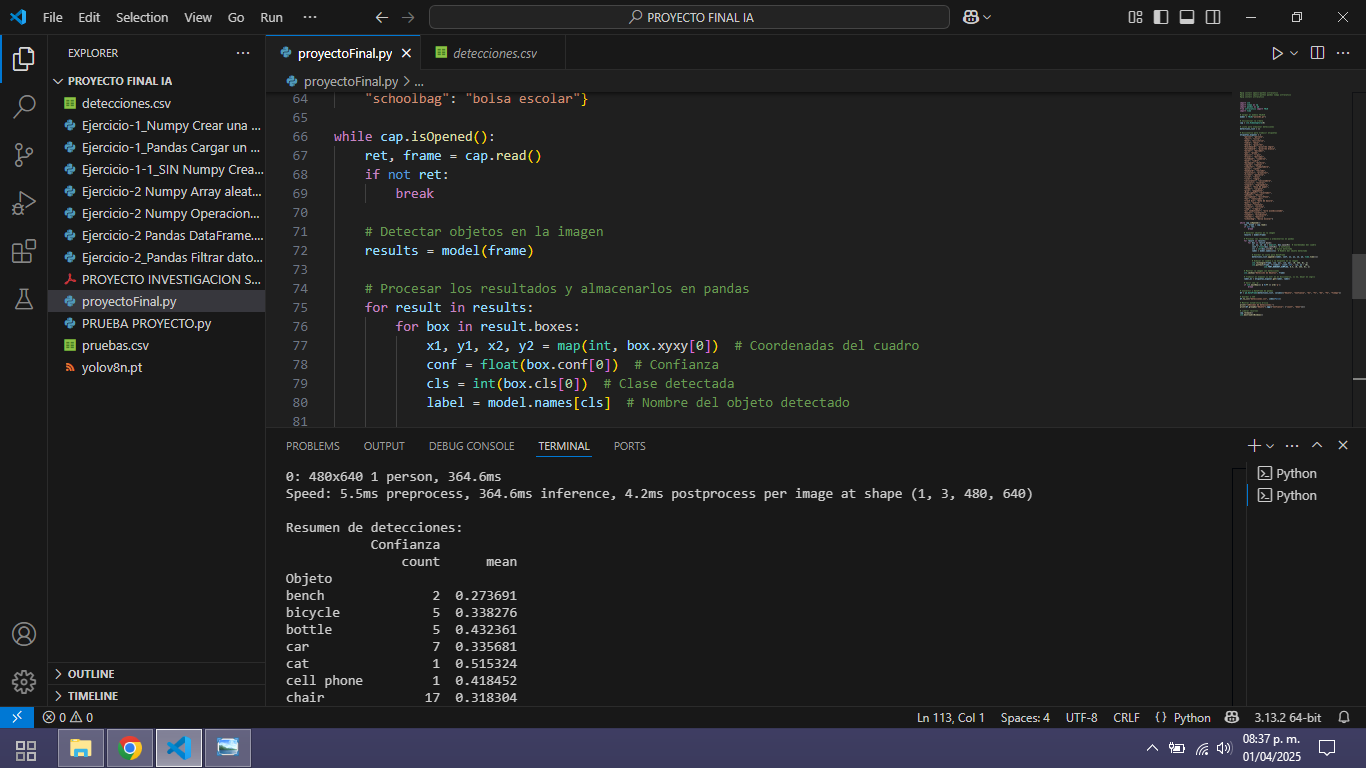 File Edit Selection View Go Run ··· PROYECTO FINAL IA
EXPLORER ···
PROYECTO FINAL IA
detecciones.csv
Ejercicio-1_Numpy Crear una ...
Ejercicio-1_Pandas Cargar un ...
Ejercicio-1-1_SIN Numpy Crea...
Ejercicio-2 Numpy Array aleat...
Ejercicio-2 Numpy Operacion...
Ejercicio-2 Pandas DataFrame....
Ejercicio-2_Pandas Filtrar dato...
PROYECTO INVESTIGACION S...
proyectoFinal.py
PRUEBA PROYECTO.py
pruebas.csv
yolov8n.pt
OUTLINE
TIMELINE
proyectoFinal.py detecciones.csv
proyectoFinal.py > ...
64 "schoolbag": "bolsa escolar"}
65
66 while cap.isOpened():
67 ret, frame = cap.read()
68 if not ret:
69 break
70
71 # Detectar objetos en la imagen
72 results = model(frame)
73
74 # Procesar los resultados y almacenarlos en pandas
75 for result in results:
76 for box in result.boxes:
77 x1, y1, x2, y2 = map(int, box.xyxy[0]) # Coordenadas del cuadro
78 conf = float(box.conf[0]) # Confianza
79 cls = int(box.cls[0]) # Clase detectada
80 label = model.names[cls] # Nombre del objeto detectado
81
PROBLEMS OUTPUT DEBUG CONSOLE TERMINAL PORTS
0: 480x640 1 person, 364.6ms
Speed: 5.5ms preprocess, 364.6ms inference, 4.2ms postprocess per image at shape (1, 3, 480, 640)
Resumen de detecciones:
Confianza
count mean
Objeto
bench 2 0.273691
bicycle 5 0.338276
bottle 5 0.432361
car 7 0.335681
cat 1 0.515324
cell phone 1 0.418452
chair 17 0.318304
Python
Python
0 0 Ln 113, Col 1 Spaces: 4 UTF-8 CRLF {} Python 3.13.2 64-bit
08:37 p. m.
01/04/2025